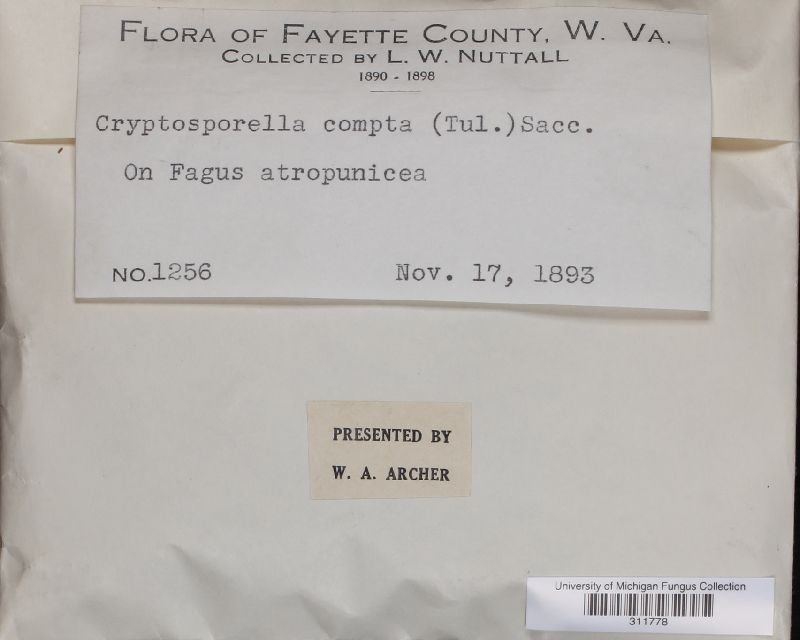 FLORA OF FAYETTE COUNTY, W. VA.
COLLECTED BY L. W. NUTTALL
1890 - 1898
Cryptosporella compta (Tul.)Sacc.
On Fagus atropunicea
NO.1256 Nov. 17, 1893
PRESENTED BY
W. A. ARCHER
University of Michigan Fungus Collection
311778